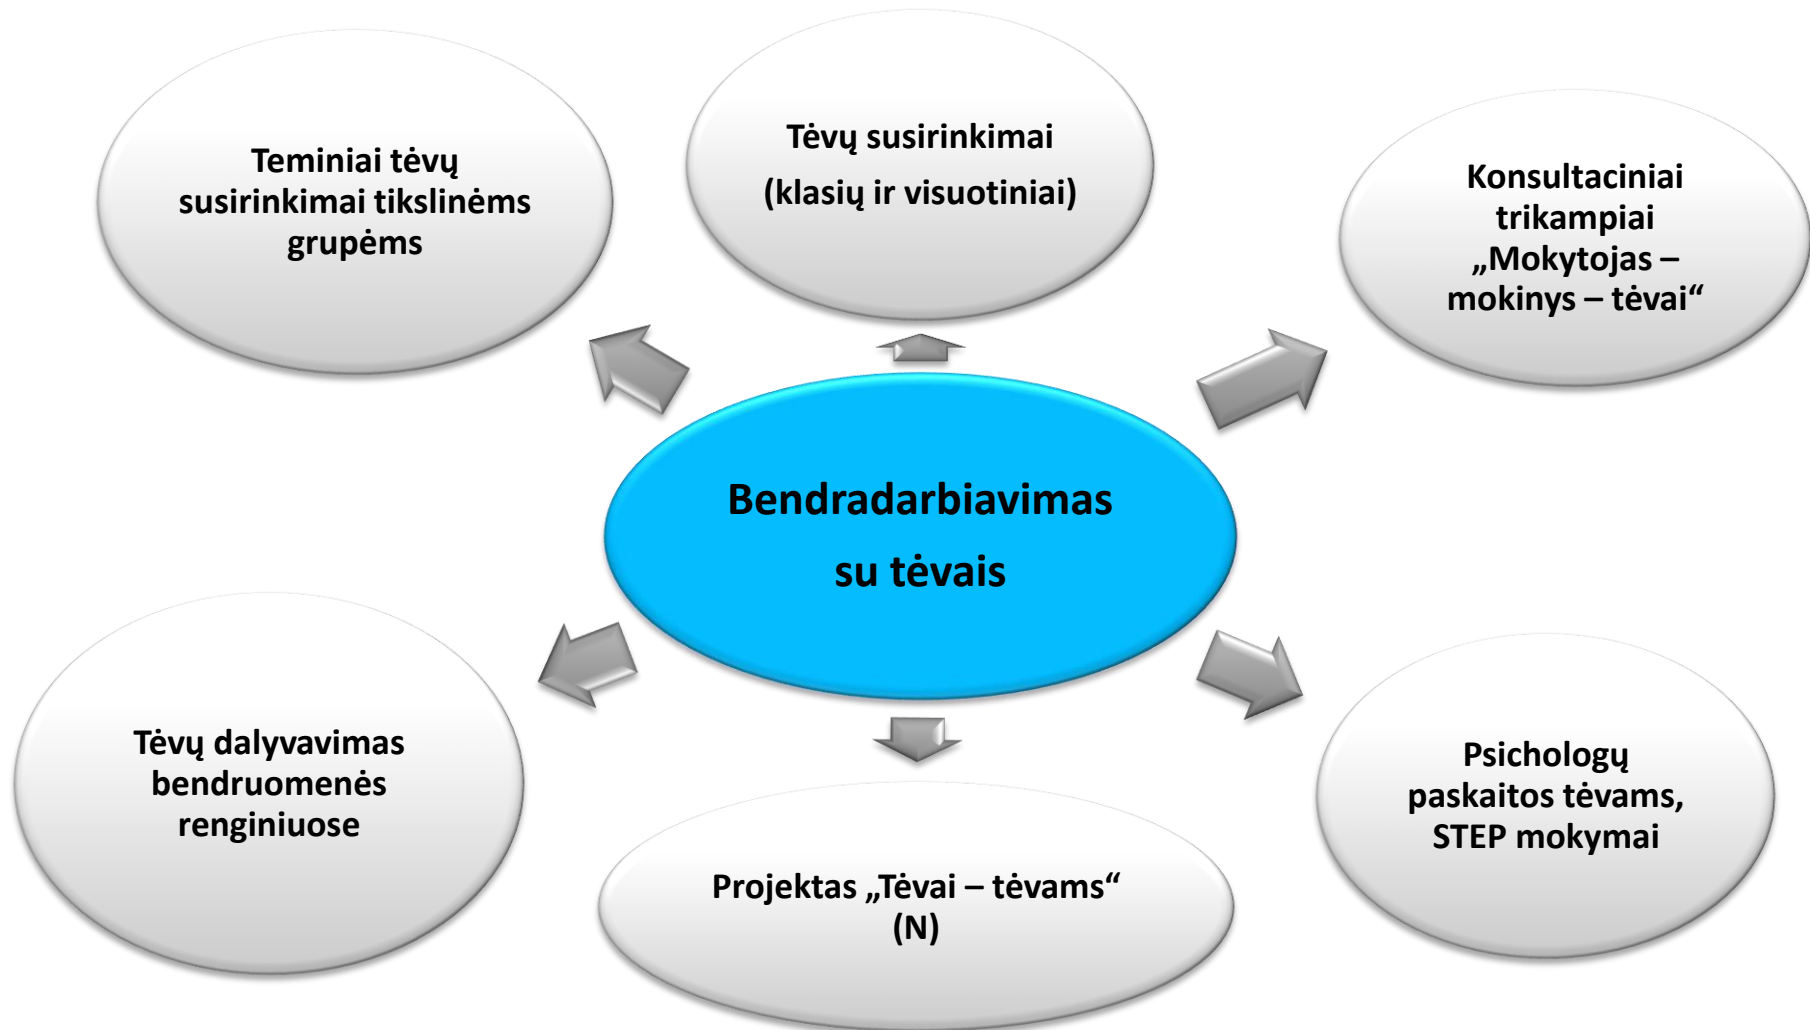 Teminiai tėvų
susirinkimai tikslinėms
grupėms
Tėvų susirinkimai
(klasių ir visuotiniai)
Konsultaciniai
trikampiai
„Mokytojas –
mokinys – tėvai“
Bendradarbiavimas
su tėvais
Tėvų dalyvavimas
bendruomenės
renginiuose
Projektas „Tėvai – tėvams“
(N)
Psichologų
paskaitos tėvams,
STEP mokymai